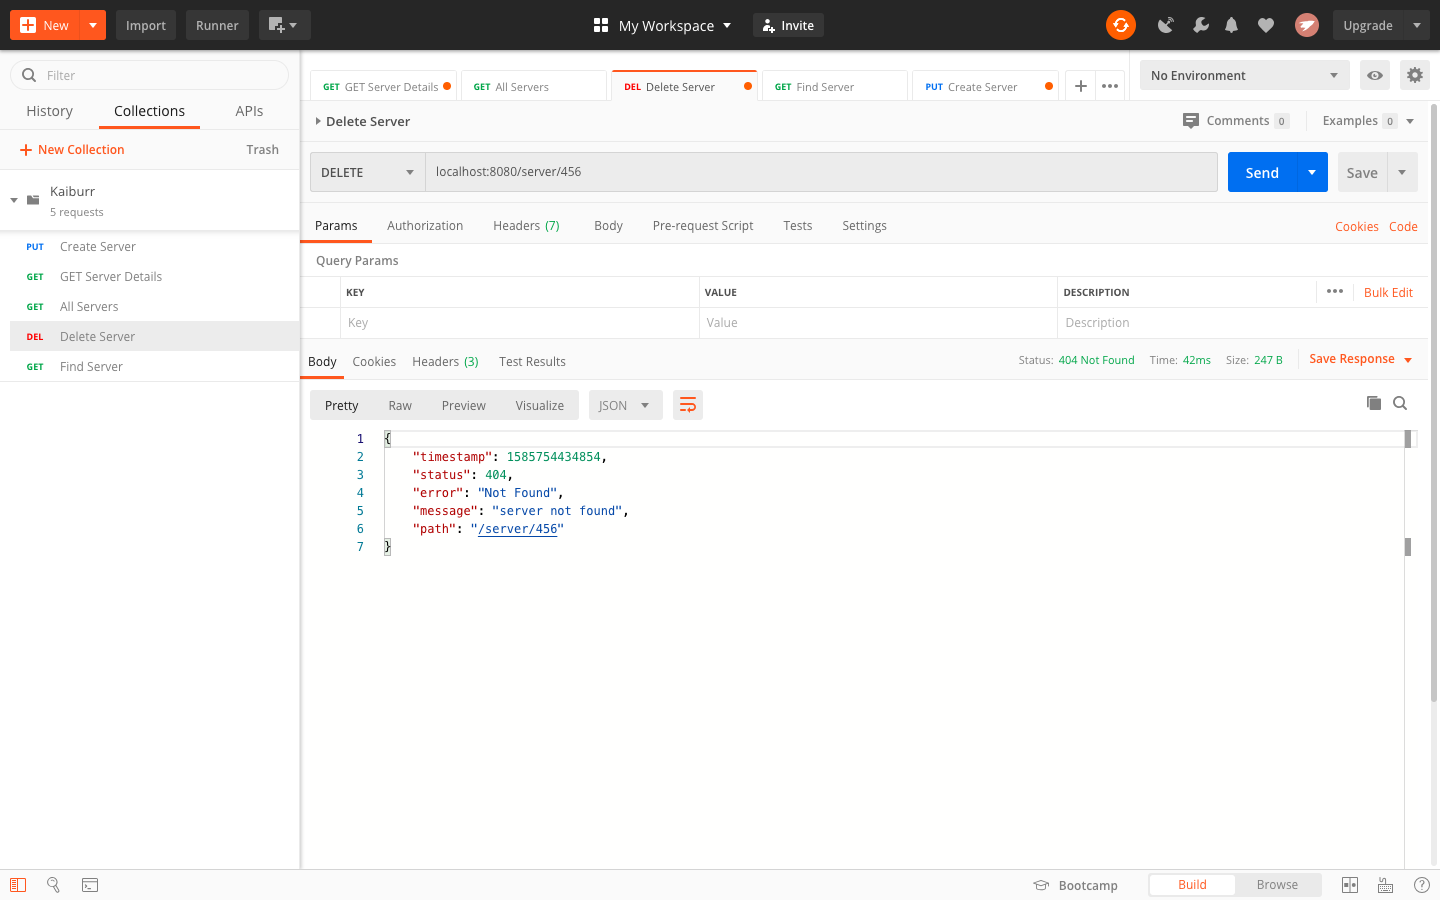 New
Import
Runner
My Workspace
Invite
Upgrade
Filter
History
Collections
APIs
New Collection
Trash
Kaiburr
5 requests
PUT Create Server
GET GET Server Details
GET All Servers
DEL Delete Server
GET Find Server
GET GET Server Details
GET All Servers
DEL Delete Server
GET Find Server
PUT Create Server
No Environment
Delete Server
Comments 0
Examples 0
DELETE
localhost:8080/server/456
Send
Save
Params
Authorization
Headers (7)
Body
Pre-request Script
Tests
Settings
Cookies
Code
Query Params
KEY
VALUE
DESCRIPTION
Bulk Edit
Key
Value
Description
Body
Cookies
Headers (3)
Test Results
Status: 404 Not Found
Time: 42ms
Size: 247 B
Save Response
Pretty
Raw
Preview
Visualize
JSON
1 {
2 "timestamp": 1585754434854,
3 "status": 404,
4 "error": "Not Found",
5 "message": "server not found",
6 "path": "/server/456"
7 }
Bootcamp
Build
Browse